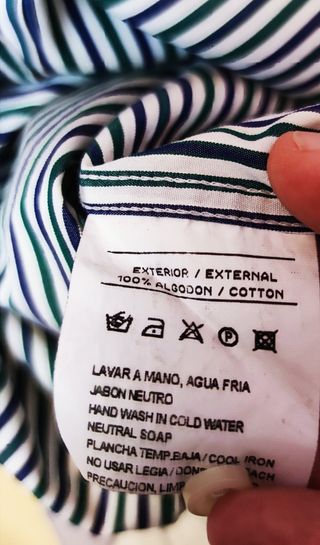 EXTERIOR / EXTERNAL
100% ALGODON / COTTON
P
LAVAR A MANO, AGUA FRIA
JABON NEUTRO
HAND WASH IN COLD WATER
NEUTRAL SOAP
PLANCHA TEMP.BAJA / COOL IRON
NO USAR LEGIA / BLEACH
PRECAUCION,